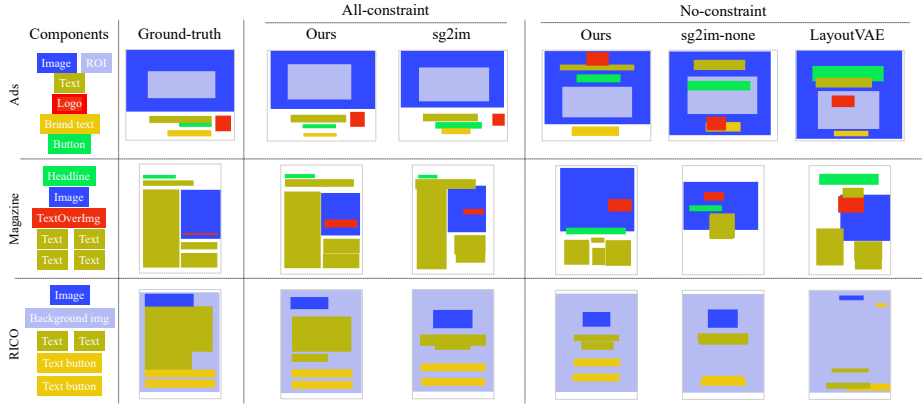 All-constraint No-constraint
Components Ground-truth Ours sg2im Ours sg2im-none LayoutVAE
Ads
Image ROI
Text
Logo
Brand text
Button
Magazine
Headline
Image
TextOverImg
Text Text
Text Text
RICO
Image
Background img
Text Text
Text button
Text button